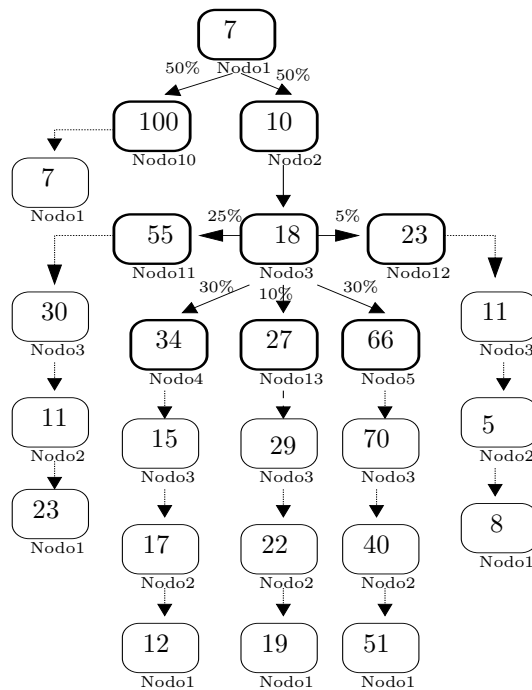 7
Nodo1
50% 50%
100 10
Nodo10 Nodo2
7
Nodo1
25% 5%
55 18 23
Nodo11 Nodo3 Nodo12
30% 10% 30%
30 11
Nodo3 Nodo3
34 27 66
Nodo4 Nodo13 Nodo5
11 5
Nodo2 Nodo2
15 29 70
Nodo3 Nodo3 Nodo3
23 8
Nodo1 Nodo1
17 22 40
Nodo2 Nodo2 Nodo2
12 19 51
Nodo1 Nodo1 Nodo1